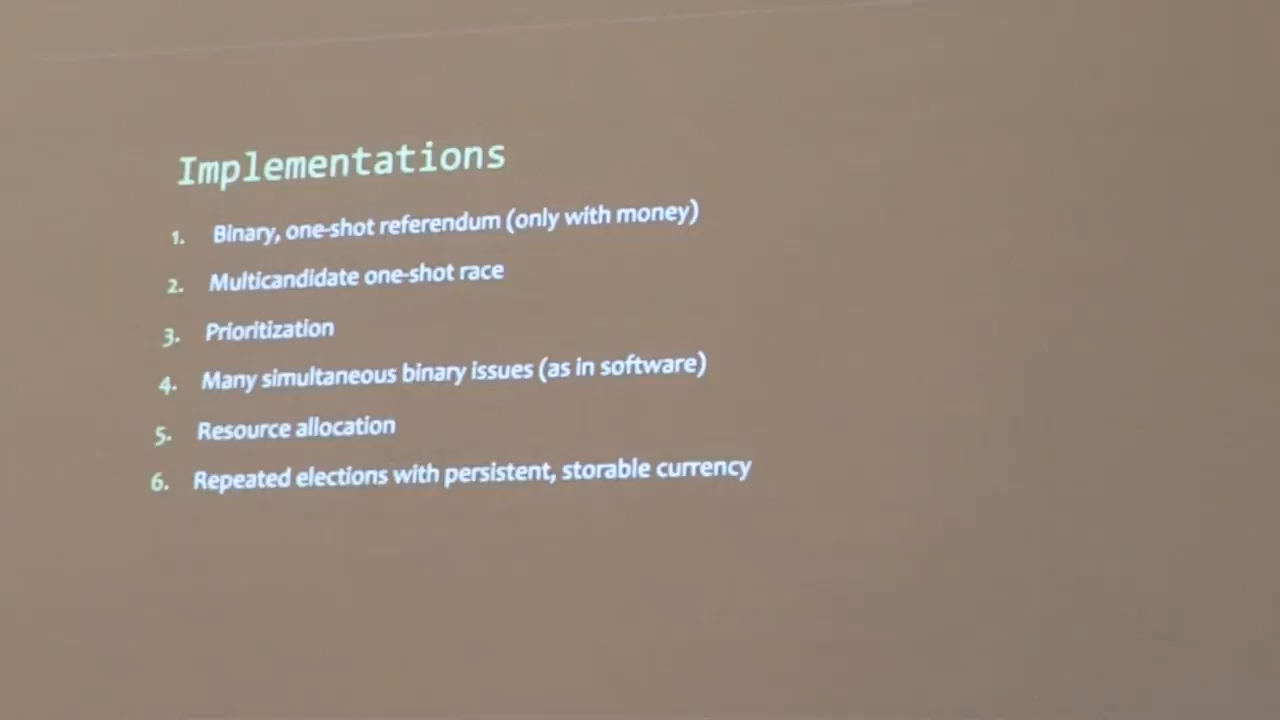 Implementations
1. Binary, one-shot referendum (only with money)
2. Multicandidate one-shot race
3. Prioritization
4. Many simultaneous binary issues (as in software)
5. Resource allocation
6. Repeated elections with persistent, storable currency